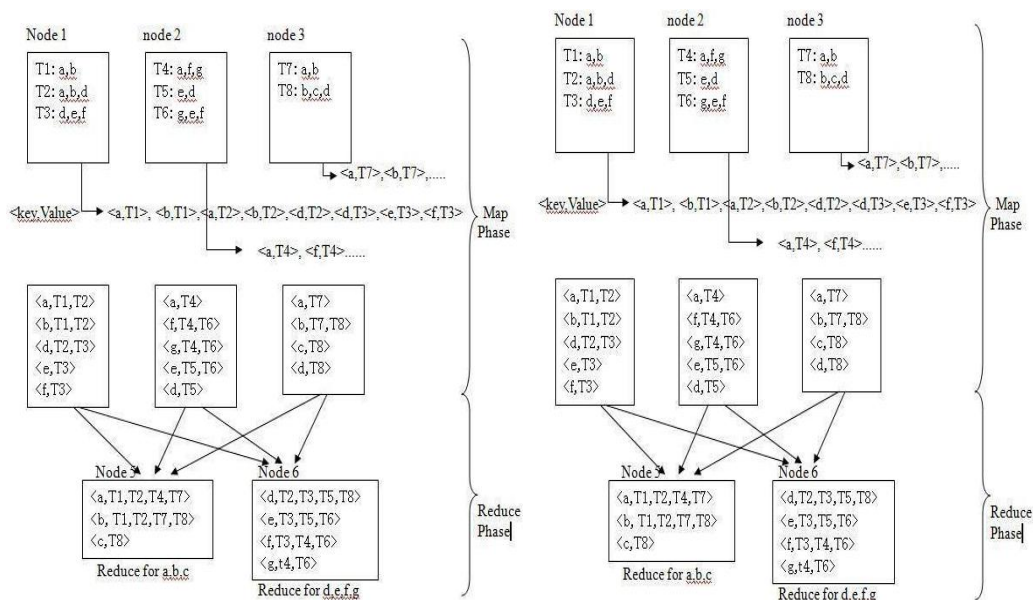 Node 1 node 2 node 3
T1: a,b
T2: a,b,d
T3: d,e,f
T4: a,f,g
T5: e,d
T6: g,e,f
T7: a,b
T8: b,c,d
<a,T7>,<b,T7>,.....
<key,Value> <a,T1>, <b,T1>,<a,T2>,<b,T2>,<d,T2>,<d,T3>,<e,T3>,<f,T3>
<a,T4>, <f,T4>......
Map
Phase
<a,T1,T2>
<b,T1,T2>
<d,T2,T3>
<e,T3>
<f,T3>
<a,T4>
<f,T4,T6>
<g,T4,T6>
<e,T5,T6>
<d,T5>
<a,T7>
<b,T7,T8>
<c,T8>
<d,T8>
Node 5
<a,T1,T2,T4,T7>
<b, T1,T2,T7,T8>
<c,T8>
Reduce for a,b,c
Node 6
<d,T2,T3,T5,T8>
<e,T3,T5,T6>
<f,T3,T4,T6>
<g,t4,T6>
Reduce for d,e,f,g
Reduce
Phase
Node 1 node 2 node 3
T1: a,b
T2: a,b,d
T3: d,e,f
T4: a,f,g
T5: e,d
T6: g,e,f
T7: a,b
T8: b,c,d
<a,T7>,<b,T7>,.....
<key,Value> <a,T1>, <b,T1>,<a,T2>,<b,T2>,<d,T2>,<d,T3>,<e,T3>,<f,T3>
<a,T4>, <f,T4>......
Map
Phase
<a,T1,T2>
<b,T1,T2>
<d,T2,T3>
<e,T3>
<f,T3>
<a,T4>
<f,T4,T6>
<g,T4,T6>
<e,T5,T6>
<d,T5>
<a,T7>
<b,T7,T8>
<c,T8>
<d,T8>
Node 5
<a,T1,T2,T4,T7>
<b, T1,T2,T7,T8>
<c,T8>
Reduce for a,b,c
Node 6
<d,T2,T3,T5,T8>
<e,T3,T5,T6>
<f,T3,T4,T6>
<g,t4,T6>
Reduce for d,e,f,g
Reduce
Phase